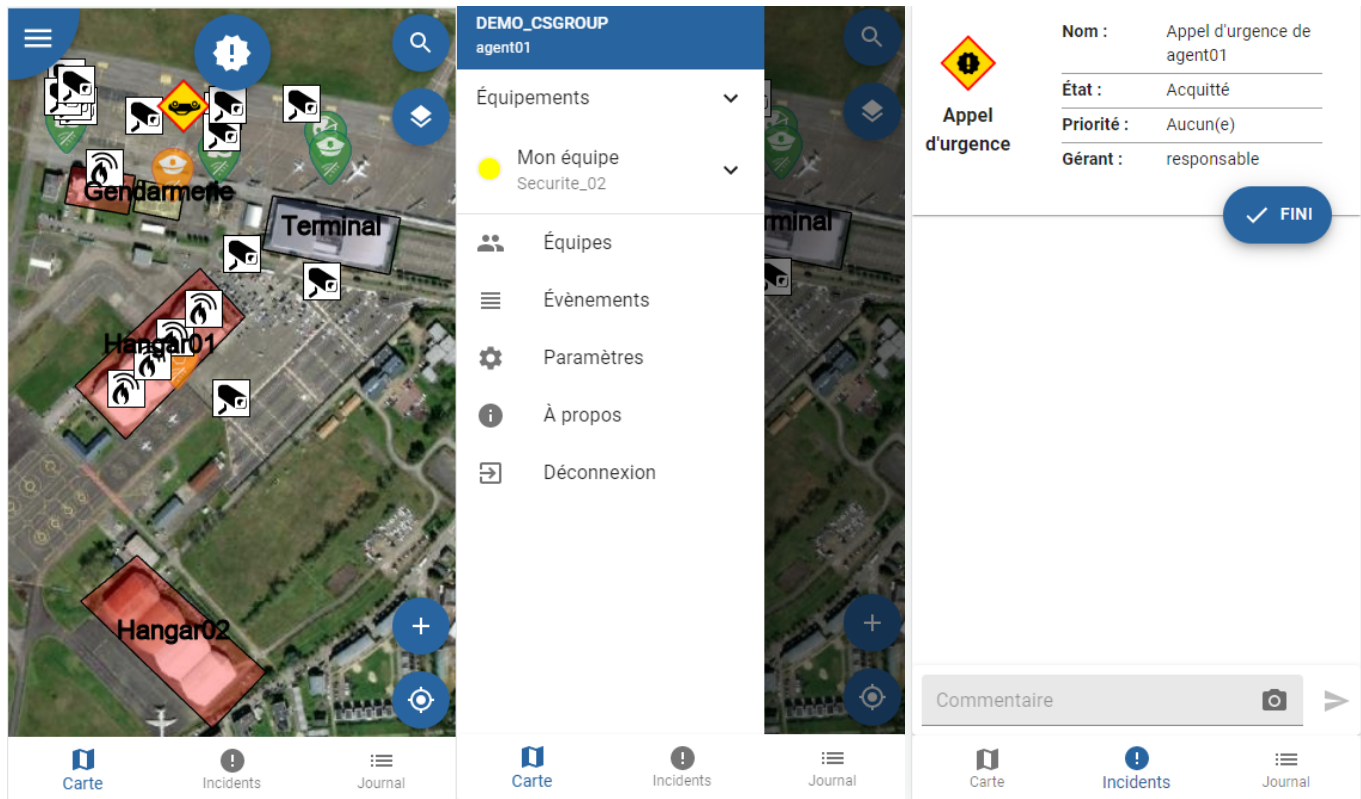 Gendarmerie
Terminal
Hangar01
Hangar02
Carte
Incidents
Journal
DEMO_CSGROUP
agent01
Équipements
Mon équipe
Securite_02
Équipes
Évènements
Paramètres
À propos
Déconnexion
rminal
Carte
Incidents
Journal
Appel
d'urgence
Nom :
Appel d'urgence de
agent01
État :
Acquitté
Priorité :
Aucun(e)
Gérant :
responsable
FINI
Commentaire
Carte
Incidents
Journal